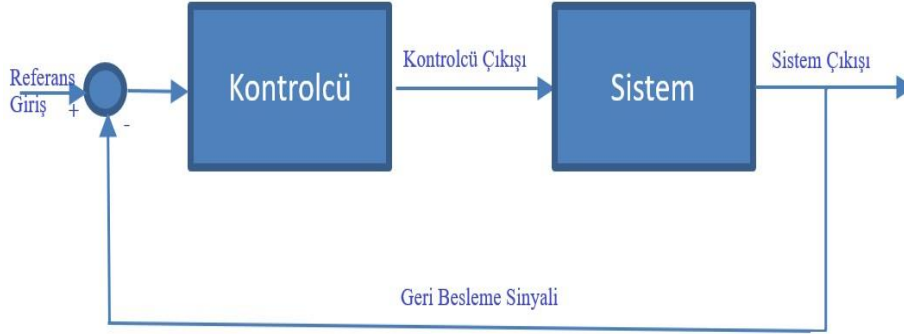 Referans
Giriş
+
-
Kontrolcü
Kontrolcü Çıkışı
Sistem
Sistem Çıkışı
Geri Besleme Sinyali